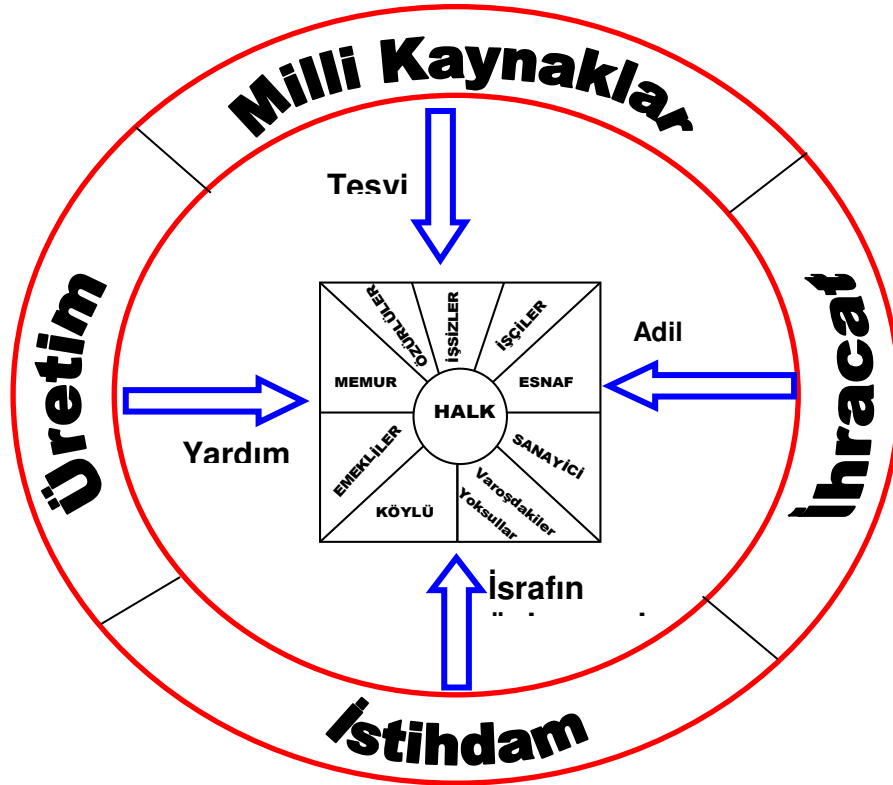 Milli Kaynaklar
Teşvi
ÖZÜRLÜLER
İŞSİZLER
İŞÇİLER
Adil
MEMUR
ESNAF
HALK
Üretim
İhracat
Yardım
EMEKLİLER
SANAYİCİ
KÖYLÜ
Varoşdakiler
Yoksullar
İsrafın
İstihdam